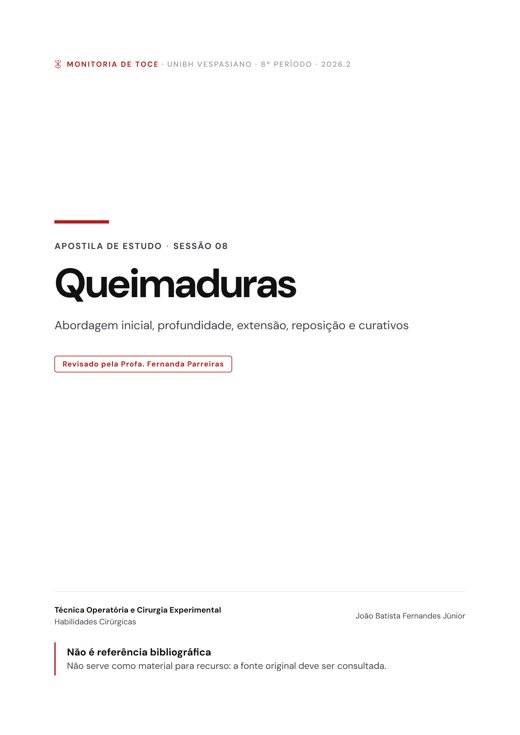 MONITORIA DE TOCE · UNIBH VESPASIANO · 8º PERÍODO · 2026.2
APOSTILA DE ESTUDO · SESSÃO 08
Queimaduras
Abordagem inicial, profundidade, extensão, reposição e curativos
Revisado pela Profa. Fernanda Parreiras
Técnica Operatória e Cirurgia Experimental
Habilidades Cirúrgicas
João Batista Fernandes Júnior
Não é referência bibliográfica
Não serve como material para recurso: a fonte original deve ser consultada.